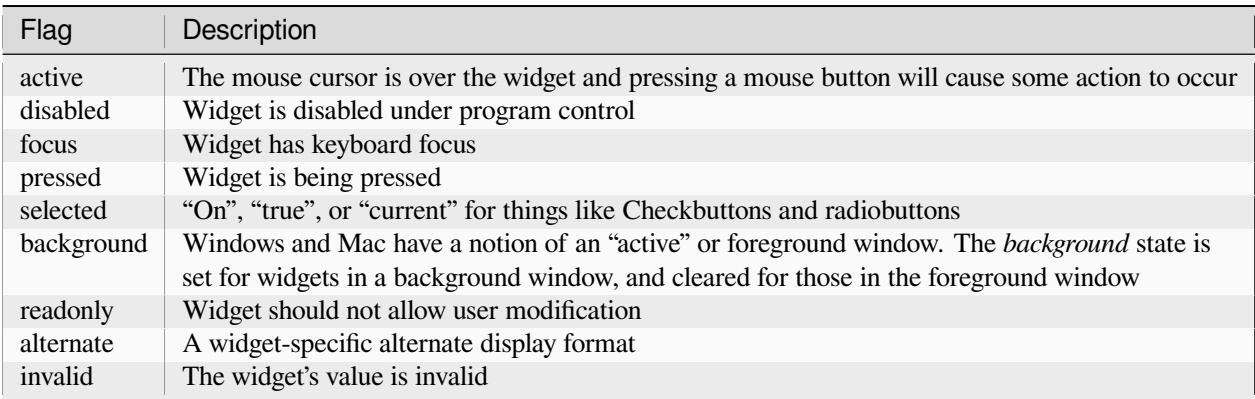 Flag Description
active The mouse cursor is over the widget and pressing a mouse button will cause some action to occur
disabled Widget is disabled under program control
focus Widget has keyboard focus
pressed Widget is being pressed
selected “On”, “true”, or “current” for things like Checkbuttons and radiobuttons
background Windows and Mac have a notion of an “active” or foreground window. The background state is
set for widgets in a background window, and cleared for those in the foreground window
readonly Widget should not allow user modification
alternate A widget-specific alternate display format
invalid The widget’s value is invalid